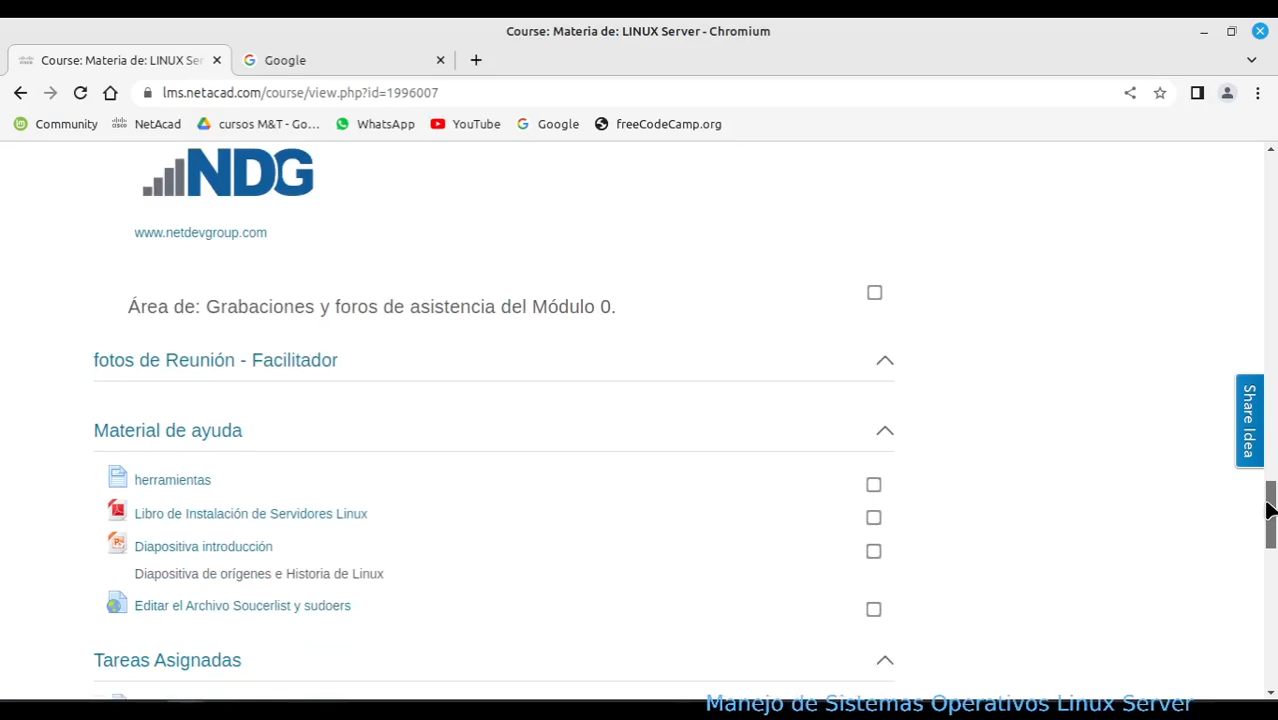 Course: Materia de: LINUX Server - Chromium
Course: Materia de: LINUX Ser
Google
lms.netacad.com/course/view.php?id=1996007
Community
NetAcad
cursos M&T - Go...
WhatsApp
YouTube
Google
freeCodeCamp.org
NDG
www.netdevgroup.com
Área de: Grabaciones y foros de asistencia del Módulo 0.
fotos de Reunión - Facilitador
Share Idea
Material de ayuda
herramientas
Libro de Instalación de Servidores Linux
Diapositiva introducción
Diapositiva de orígenes e Historia de Linux
Editar el Archivo Soucerlist y sudoers
Tareas Asignadas
Manejo de Sistemas Operativos Linux Server